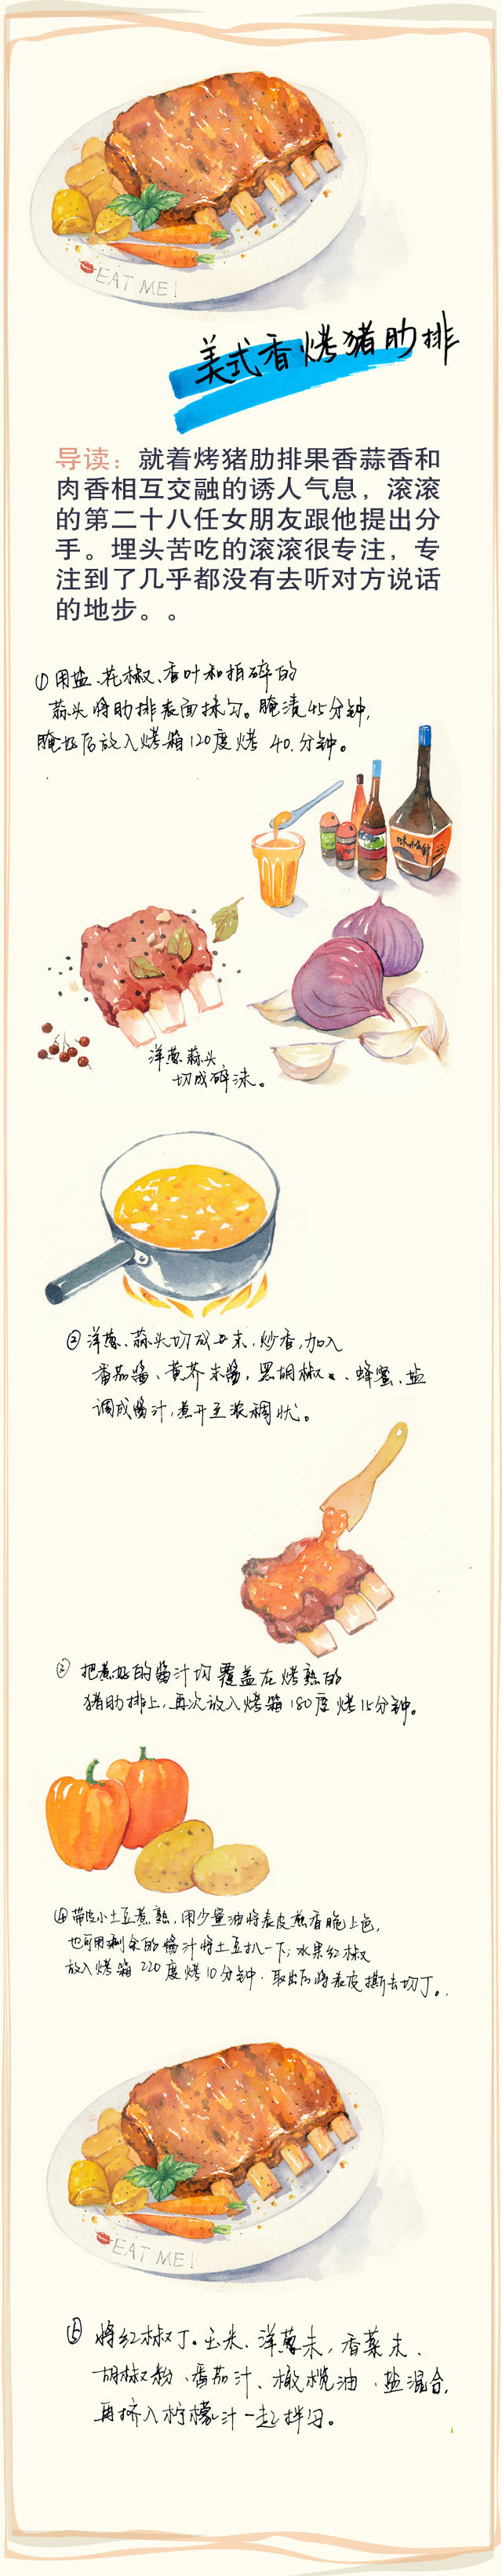 EAT ME!
美式香烤猪肋排
导读：就着烤猪肋排果香蒜香和
肉香相互交融的诱人气息，滚滚
的第二十八任女朋友跟他提出分
手。埋头苦吃的滚滚很专注，专
注到了几乎都没有去听对方说话
的地步。。
①用盐、花椒、香叶和拍碎的
蒜头将肋排表面抹匀。腌渍45分钟,
腌好后放入烤箱120度烤 40.分钟。
洋葱蒜头
切成碎沫。
②洋葱、蒜头切成末,炒香,加入
番茄酱、黄芥末酱,黑胡椒、蜂蜜、盐
调成酱汁,煮开至浓稠状。
把煮好的酱汁均覆盖在烤熟的
猪肋排上,再次放入烤箱180度烤15分钟。
④带皮小土豆煮熟,用少量油将表皮煎香脆上色,
也可用剩余的酱汁将土豆扒一下;水果红椒
放入烤箱220度烤10分钟.取出后将表皮撕去切丁。
EAT ME!
⑤将红椒丁。玉米、洋葱末,香菜末、
胡椒粉、番茄汁、橄榄油、盐混合,
再挤入柠檬汁一起拌匀。